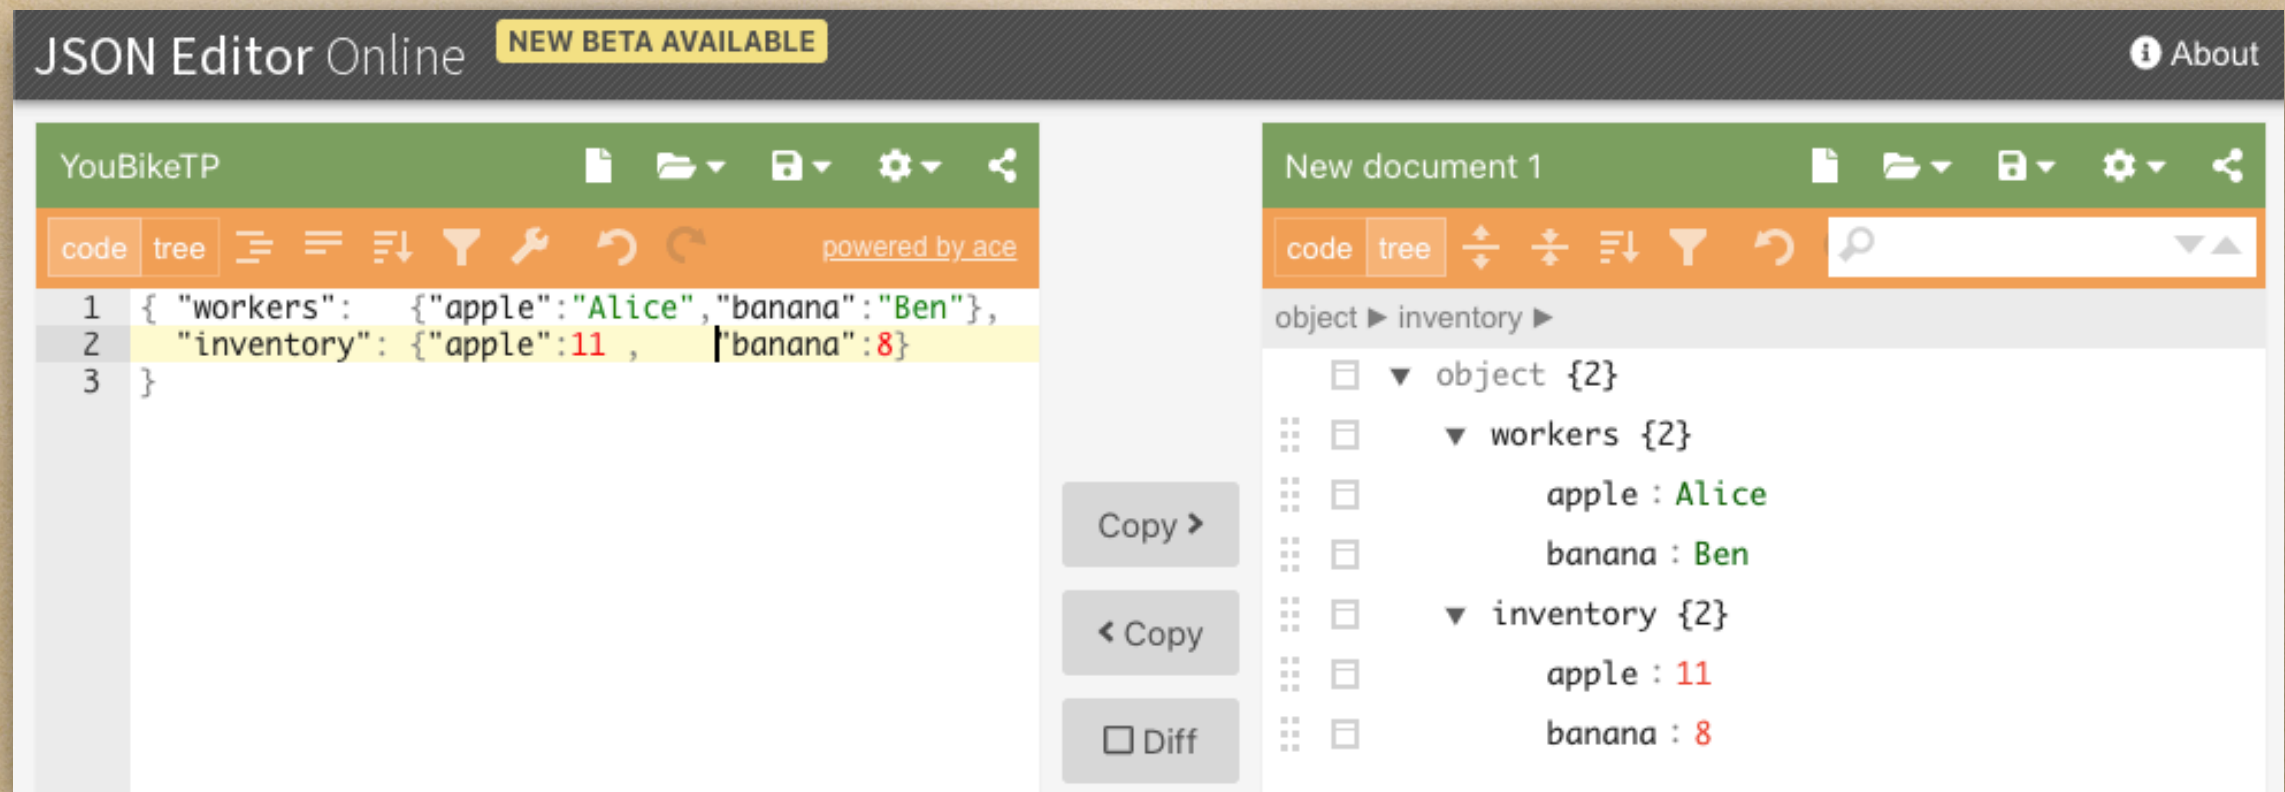 JSON Editor Online NEW BETA AVAILABLE About
YouBikeTP
code tree powered by ace
1 { "workers":   {"apple":"Alice","banana":"Ben"},
2   "inventory": {"apple":11 ,    "banana":8}
3 }
Copy >
< Copy
Diff
New document 1
code tree
object ▶ inventory ▶
▼ object {2}
▼ workers {2}
apple : Alice
banana : Ben
▼ inventory {2}
apple : 11
banana : 8